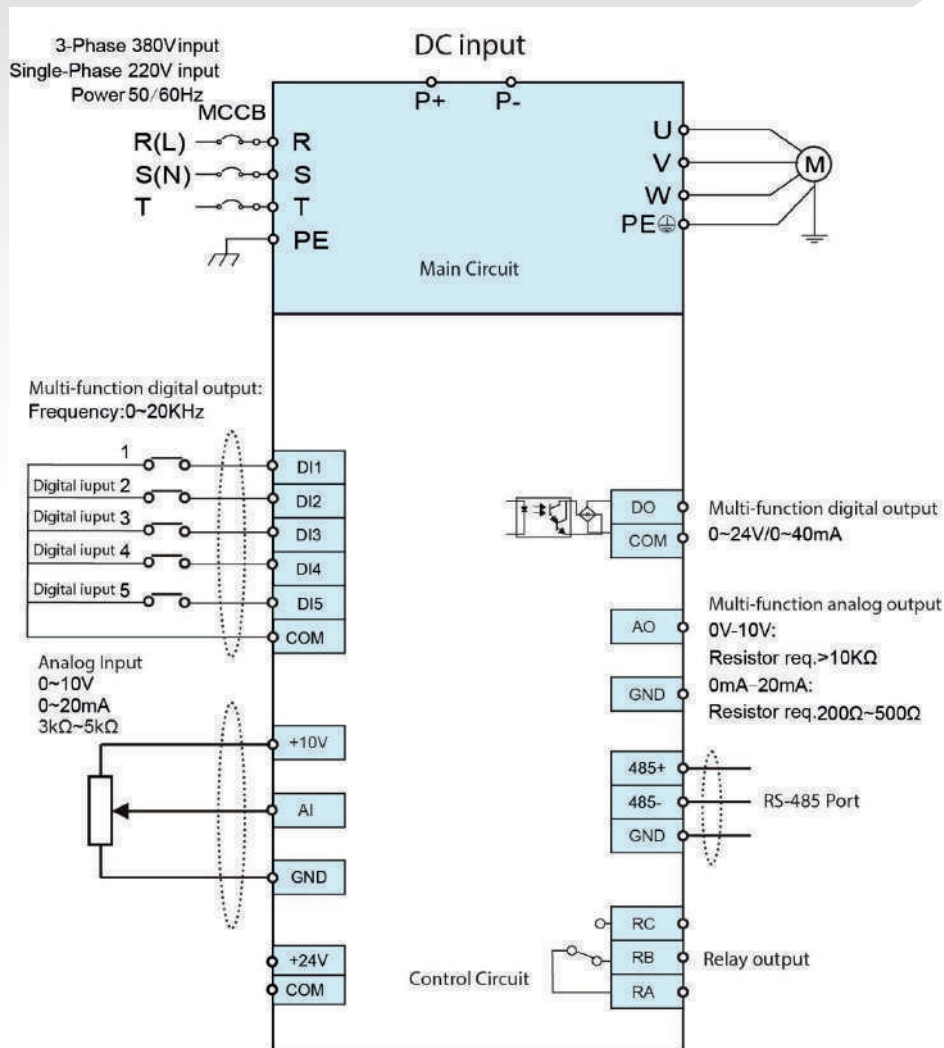 3-Phase 380Vinput
Single-Phase 220V input
Power 50/60Hz
MCCB
DC input
P+ P-
R(L) R
S(N) S
T T
PE
U
V
W
PE
M
Main Circuit
Multi-function digital output:
Frequency:0~20KHz
1 DI1
Digital iuput 2 DI2
Digital iuput 3 DI3
Digital iuput 4 DI4
Digital iuput 5 DI5
COM
Analog Input
0~10V
0~20mA
3kΩ~5kΩ
+10V
AI
GND
+24V
COM
Control Circuit
DO
COM
Multi-function digital output
0~24V/0~40mA
AO
GND
Multi-function analog output
0V-10V:
Resistor req.>10KΩ
0mA-20mA:
Resistor req.200Ω~500Ω
485+
485-
GND
RS-485 Port
RC
RB
RA
Relay output